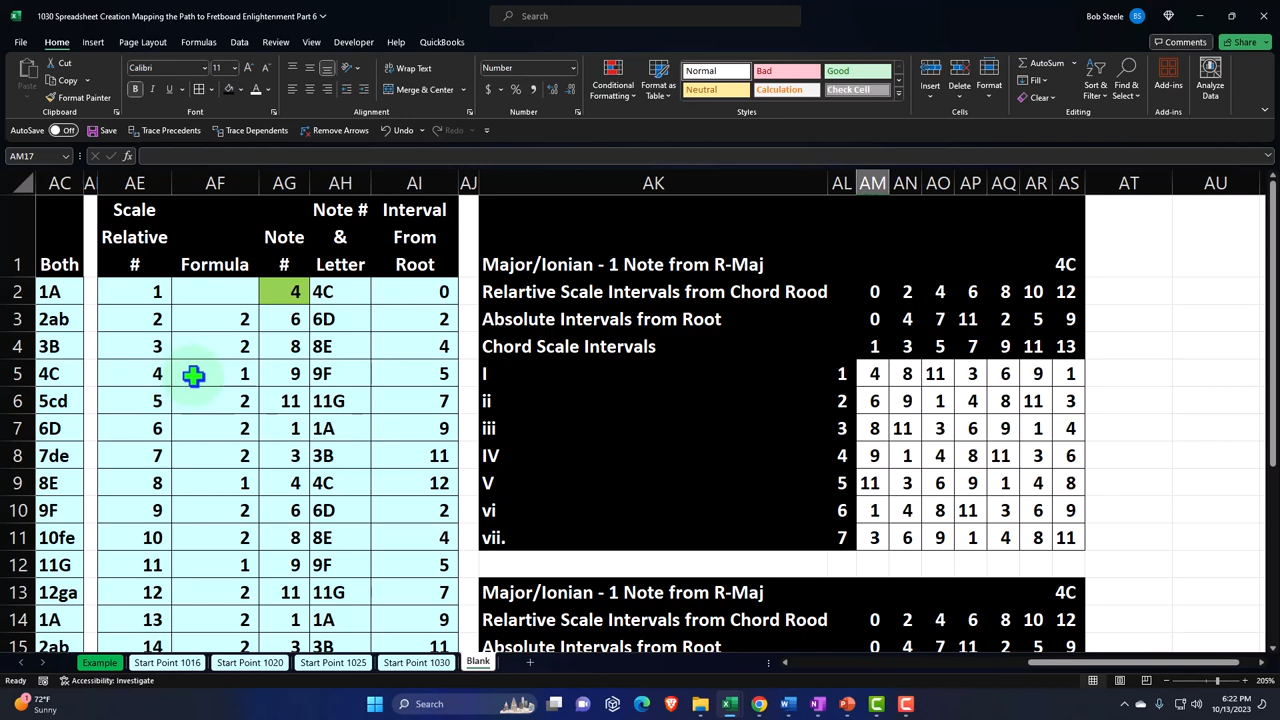 1030 Spreadsheet Creation Mapping the Path to Fretboard Enlightenment Part 6
Search
Bob Steele BS
File Home Insert Page Layout Formulas Data Review View Developer Help QuickBooks Comments Share
Cut
Copy
Format Painter
Paste
Clipboard
Calibri 11
B I U
Font
Wrap Text
Merge & Center
Alignment
Number
$ % 9
Number
Conditional Formatting
Format as Table
Normal Bad Good
Neutral Calculation Check Cell
Styles
Insert Delete Format
Cells
AutoSum
Fill
Clear
Sort & Filter
Find & Select
Editing
Add-ins
Add-ins
Analyze Data
AutoSave Off Save Trace Precedents Trace Dependents Remove Arrows Undo Redo
AM17 fx
AC A AE AF AG AH AI AJ AK AL AM AN AO AP AQ AR AS AT AU
1 Both Scale Relative # Formula Note # Note # & Letter Interval From Root Major/Ionian - 1 Note from R-Maj 4C
2 1A 1 4 4C 0 Relartive Scale Intervals from Chord Rood 0 2 4 6 8 10 12
3 2ab 2 2 6 6D 2 Absolute Intervals from Root 0 4 7 11 2 5 9
4 3B 3 2 8 8E 4 Chord Scale Intervals 1 3 5 7 9 11 13
5 4C 4 1 9 9F 5 I 1 4 8 11 3 6 9 1
6 5cd 5 2 11 11G 7 ii 2 6 9 1 4 8 11 3
7 6D 6 2 1 1A 9 iii 3 8 11 3 6 9 1 4
8 7de 7 2 3 3B 11 IV 4 9 1 4 8 11 3 6
9 8E 8 1 4 4C 12 V 5 11 3 6 9 1 4 8
10 9F 9 2 6 6D 2 vi 6 1 4 8 11 3 6 9
11 10fe 10 2 8 8E 4 vii. 7 3 6 9 1 4 8 11
12 11G 11 1 9 9F 5
13 12ga 12 2 11 11G 7 Major/Ionian - 1 Note from R-Maj 4C
14 1A 13 2 1 1A 9 Relartive Scale Intervals from Chord Rood 0 2 4 6 8 10 12
15 2ab 14 2 3 3B 11 Absolute Intervals from Root 0 4 7 11 2 5 9
Example Start Point 1016 Start Point 1020 Start Point 1025 Start Point 1030 Blank
Ready Accessibility: Investigate 205%
72°F
Sunny
Search
6:22 PM
10/13/2023